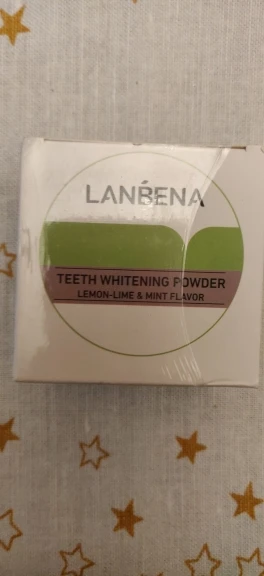 LANBENA
TEETH WHITENING POWDER
LEMON-LIME & MINT FLAVOR